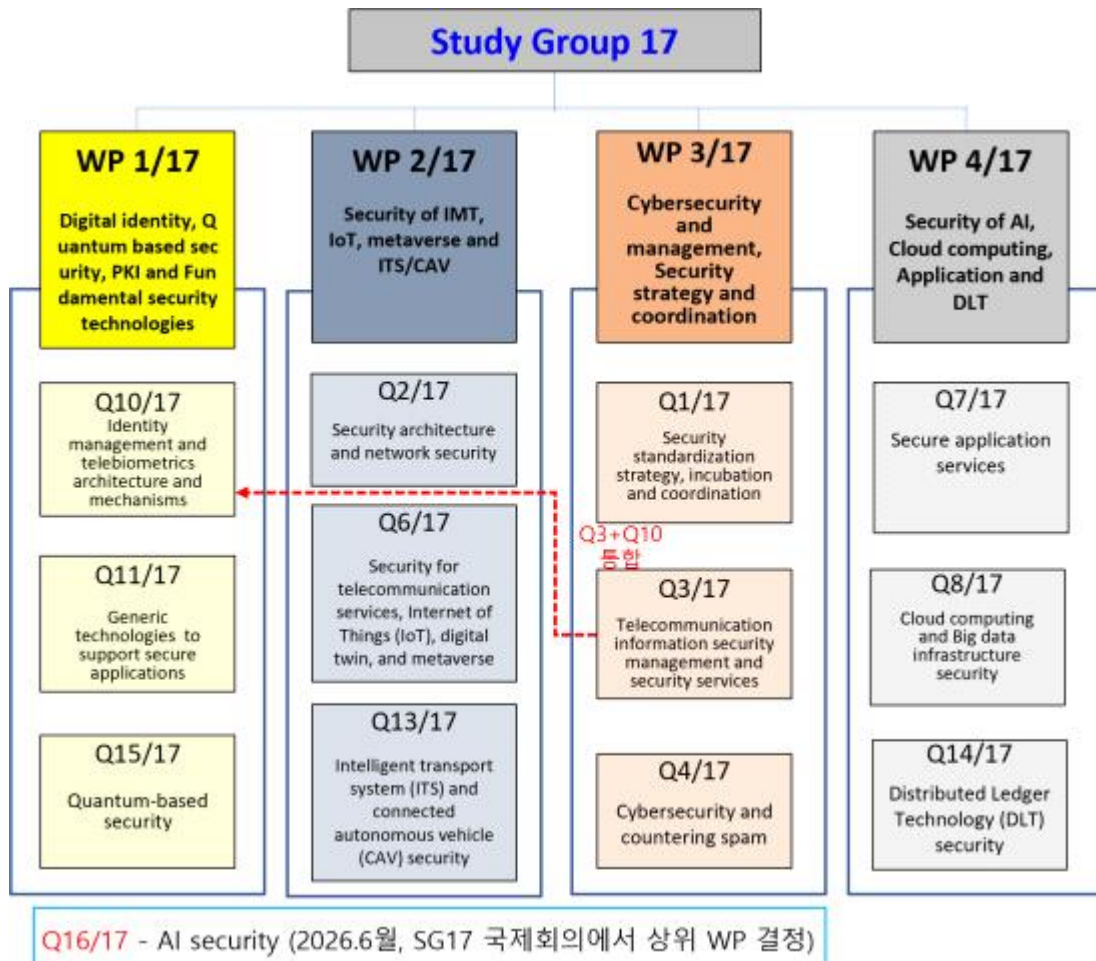 Study Group 17
WP 1/17
Digital identity, Q
uantum based sec
urity, PKI and Fun
damental security
technologies
Q10/17
Identity
management and
telebiometrics
architecture and
mechanisms
Q11/17
Generic
technologies to
support secure
applications
Q15/17
Quantum-based
security
WP 2/17
Security of IMT,
IoT, metaverse and
ITS/CAV
Q2/17
Security architecture
and network security
Q6/17
Security for
telecommunication
services, Internet of
Things (IoT), digital
twin, and metaverse
Q13/17
Intelligent transport
system (ITS) and
connected
autonomous vehicle
(CAV) security
WP 3/17
Cybersecurity
and
management,
Security
strategy and
coordination
Q1/17
Security
standardization
strategy, incubation
and coordination
Q3+Q10
통합
Q3/17
Telecommunication
information security
management and
security services
Q4/17
Cybersecurity and
countering spam
WP 4/17
Security of AI,
Cloud computing,
Application and
DLT
Q7/17
Secure application
services
Q8/17
Cloud computing
and Big data
infrastructure
security
Q14/17
Distributed Ledger
Technology (DLT)
security
Q16/17 - AI security (2026.6월, SG17 국제회의에서 상위 WP 결정)